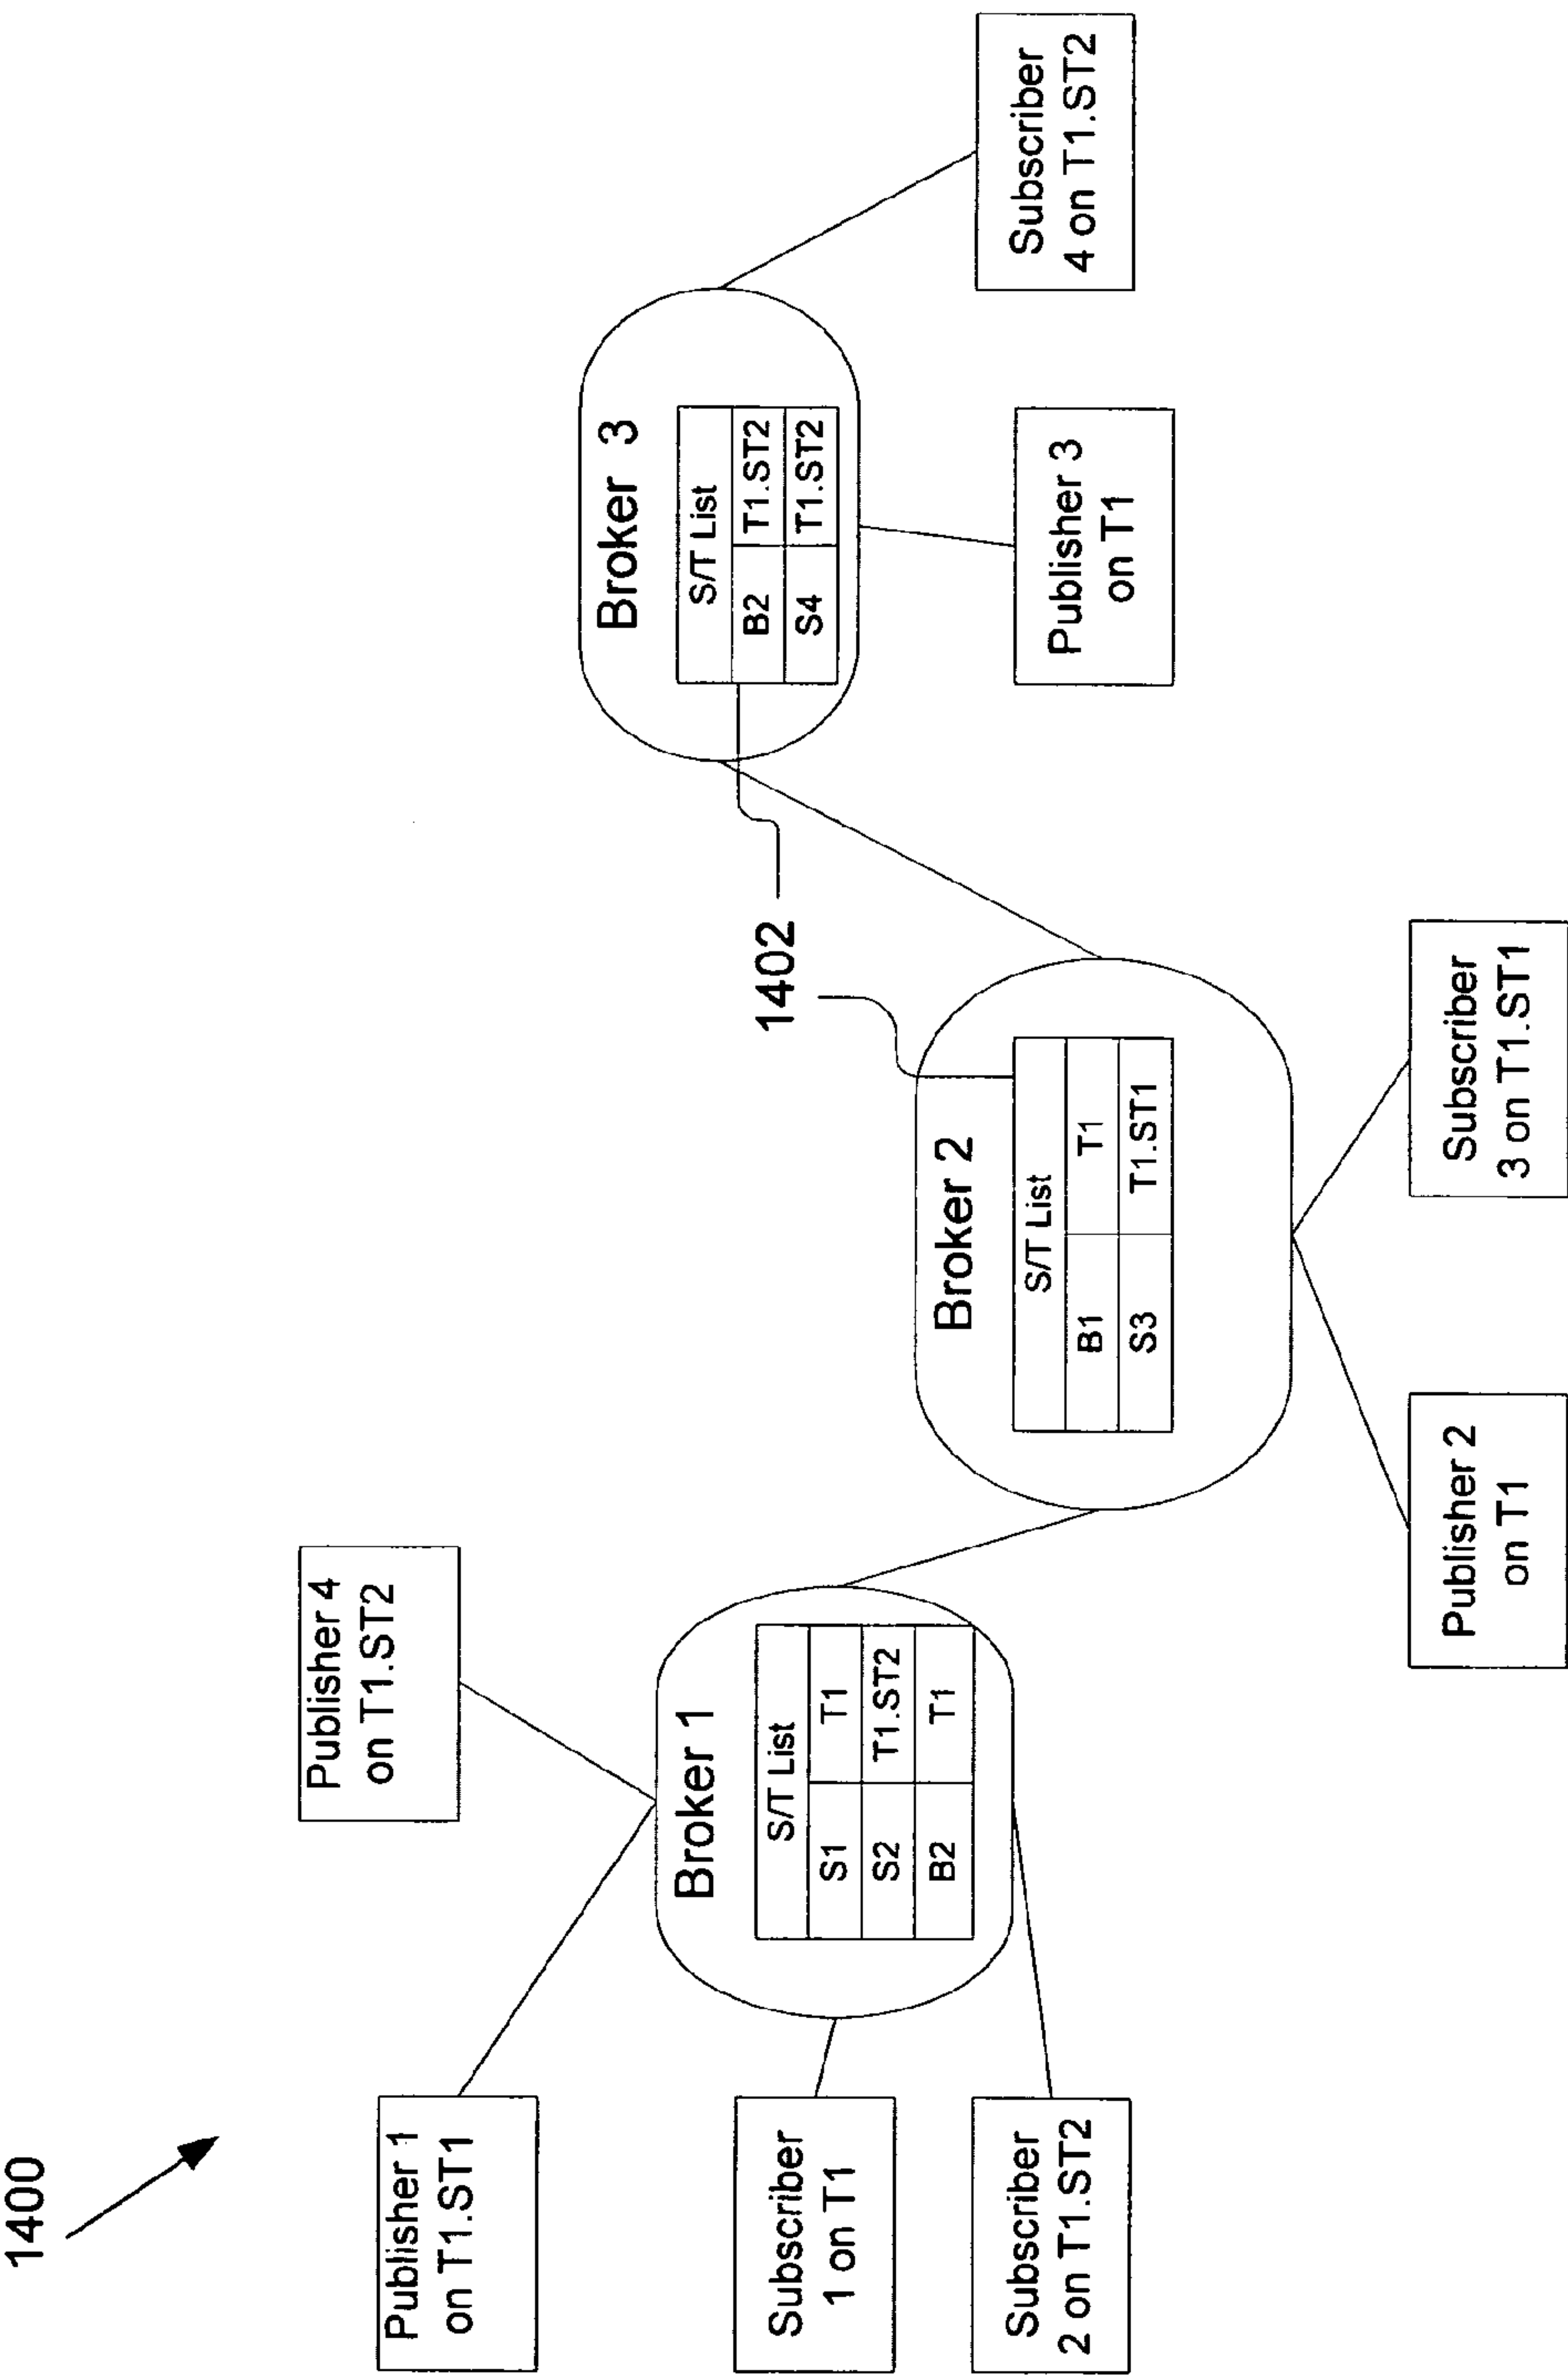 1400
Publisher 1
on T1.ST1
Publisher 4
on T1.ST2
Subscriber
1 on T1
Subscriber
2 on T1.ST2
Broker 1
S/T List
S1 T1
S2 T1.ST2
B2 T1
1402
Broker 2
S/T List
B1 T1
S3 T1.ST1
Publisher 2
on T1
Subscriber
3 on T1.ST1
Broker 3
S/T List
B2 T1.ST2
S4 T1.ST2
Publisher 3
on T1
Subscriber
4 on T1.ST2